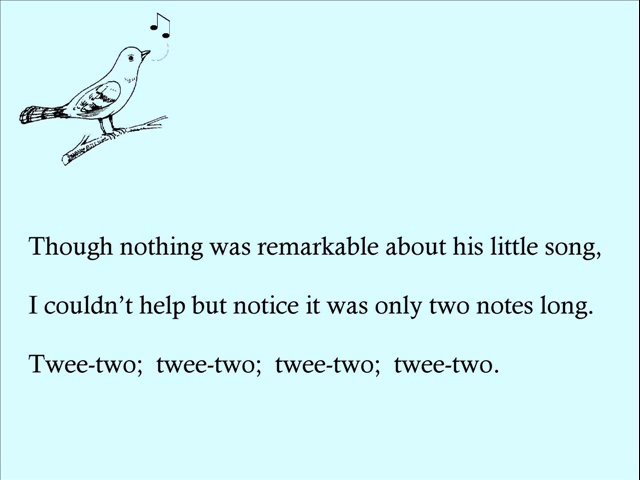 Though nothing was remarkable about his little song,
I couldn’t help but notice it was only two notes long.
Twee-two;  twee-two;  twee-two;  twee-two.